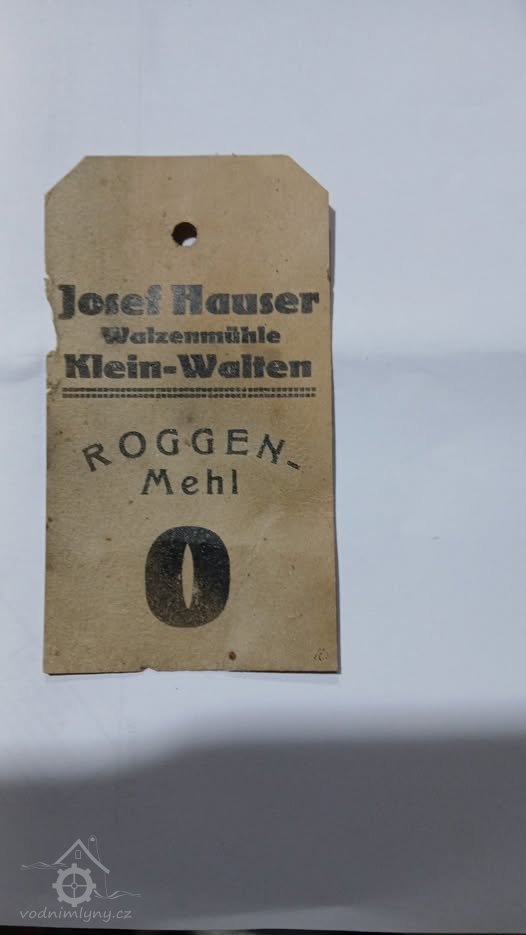 Josef Hauser
Walzenmühle
Klein-Walten
ROGGEN-
Mehl
0
vodnimlyny.cz